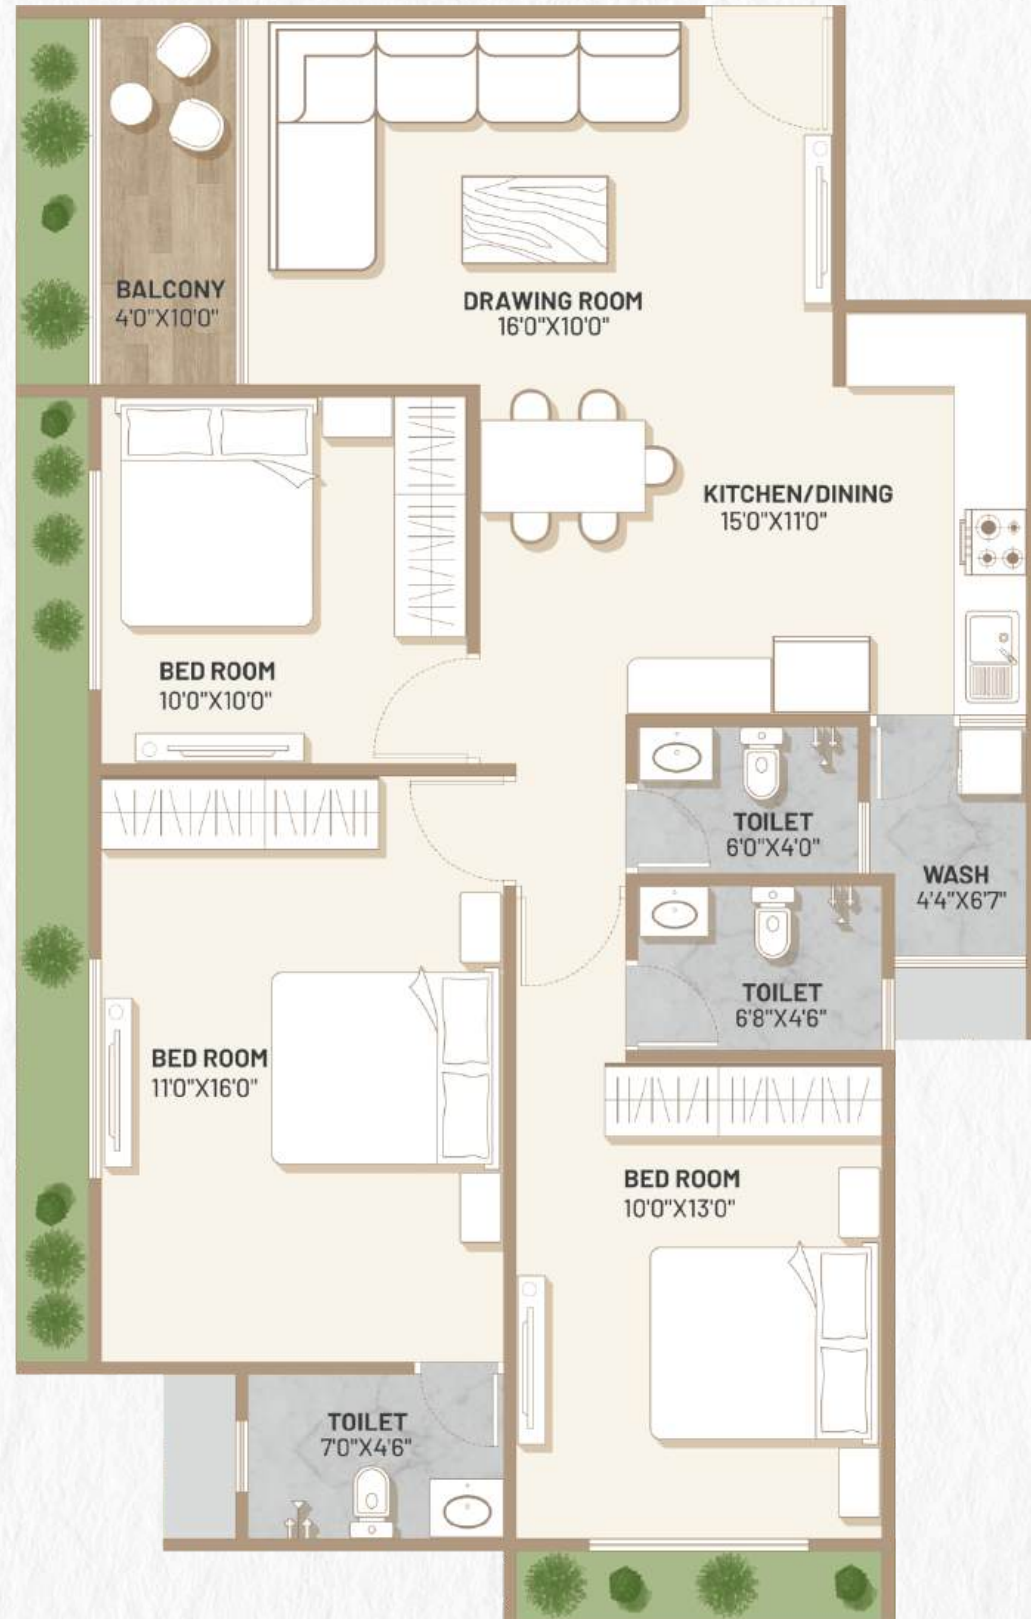 BALCONY
4'0"X10'0"
DRAWING ROOM
16'0"X10'0"
KITCHEN/DINING
15'0"X11'0"
BED ROOM
10'0"X10'0"
TOILET
6'0"X4'0"
WASH
4'4"X6'7"
TOILET
6'8"X4'6"
BED ROOM
11'0"X16'0"
BED ROOM
10'0"X13'0"
TOILET
7'0"X4'6"